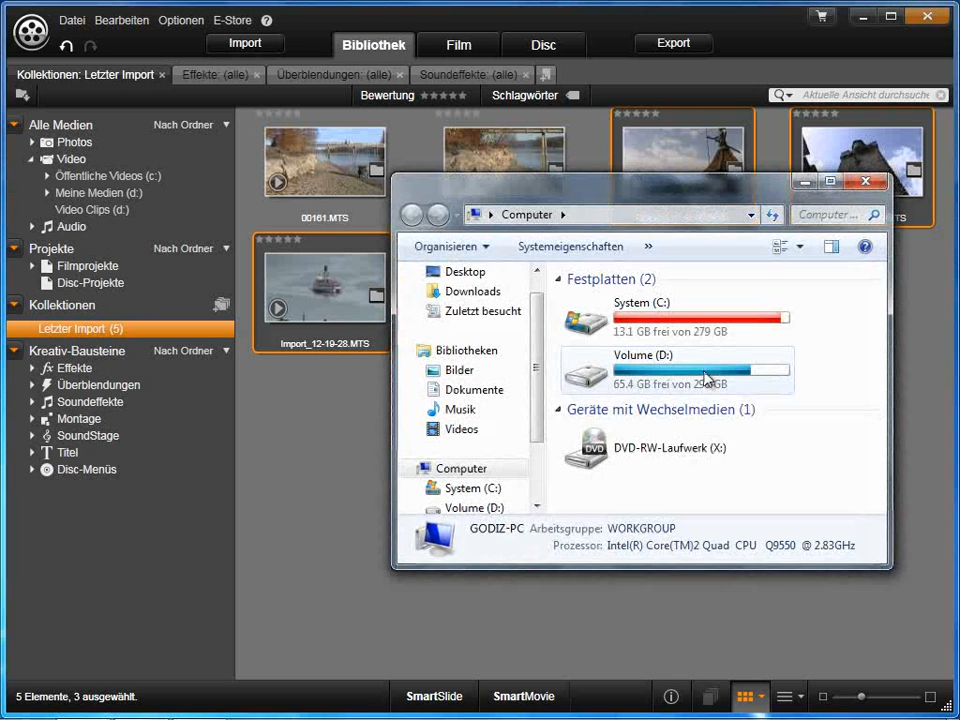 Datei Bearbeiten Optionen E-Store ?
Import Bibliothek Film Disc Export
Kollektionen: Letzter Import × Effekte: (alle) × Überblendungen: (alle) × Soundeffekte: (alle) ×
Bewertung Schlagwörter Aktuelle Ansicht durchsuche
Alle Medien Nach Ordner
Photos
Video
Öffentliche Videos (c:)
Meine Medien (d:)
Video Clips (d:)
Audio
Projekte Nach Ordner
Filmprojekte
Disc-Projekte
Kollektionen
Letzter Import (5)
Kreativ-Bausteine Nach Ordner
Effekte
Überblendungen
Soundeffekte
Montage
SoundStage
Titel
Disc-Menüs
00161.MTS
Import_12-19-28.MTS
Computer
Computer ...
Organisieren Systemeigenschaften »
Desktop
Downloads
Zuletzt besucht
Bibliotheken
Bilder
Dokumente
Musik
Videos
Computer
System (C:)
Volume (D:)
Festplatten (2)
System (C:)
13.1 GB frei von 279 GB
Volume (D:)
65.4 GB frei von GB
Geräte mit Wechselmedien (1)
DVD
DVD-RW-Laufwerk (X:)
GODIZ-PC Arbeitsgruppe: WORKGROUP
Prozessor: Intel(R) Core(TM)2 Quad CPU Q9550 @ 2.83GHz
5 Elemente, 3 ausgewählt.
SmartSlide SmartMovie